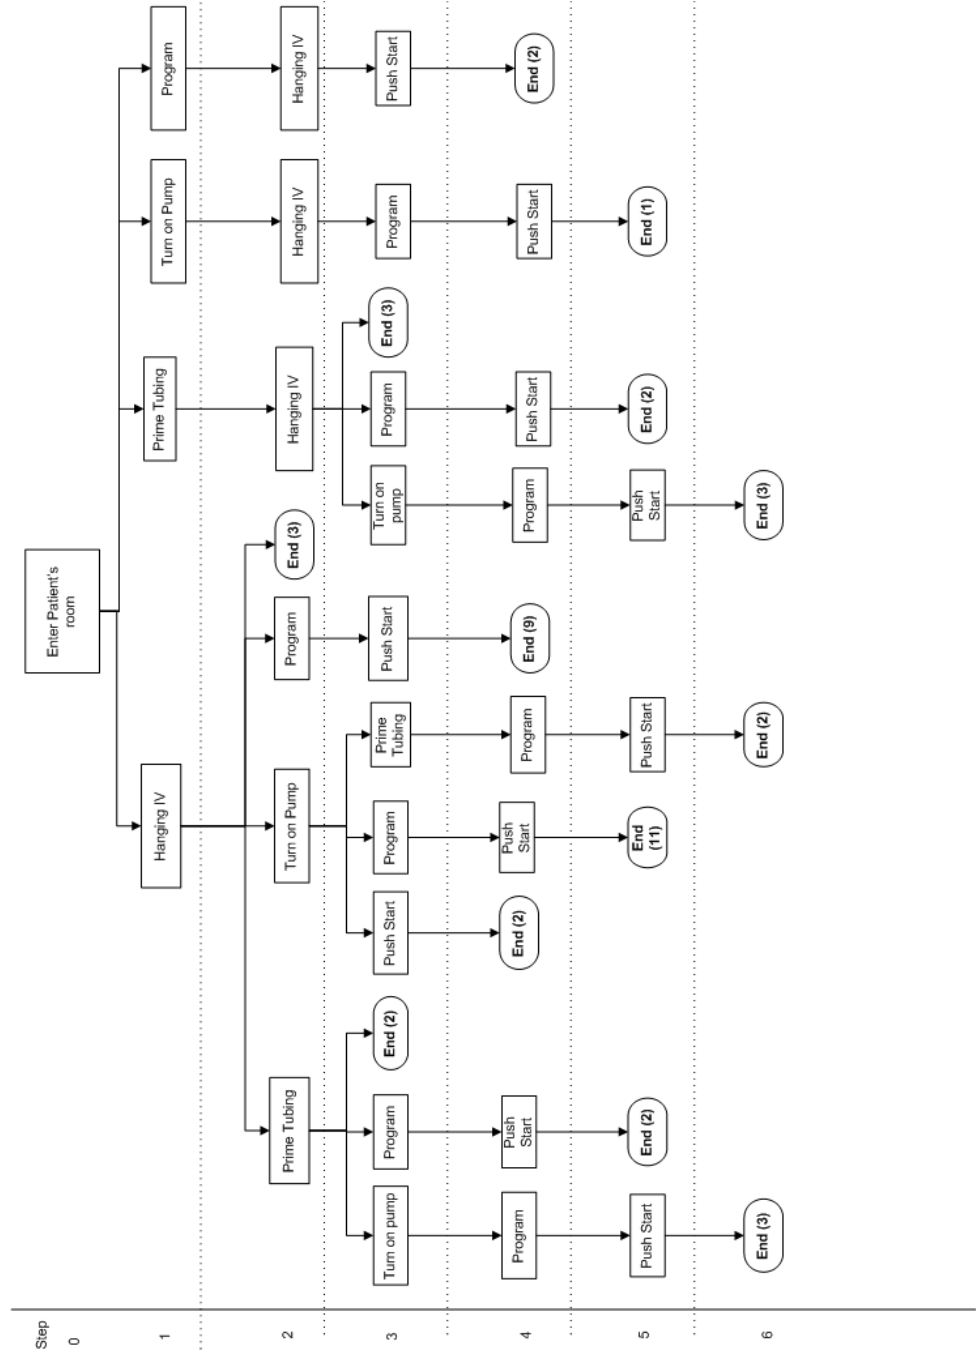 Step
0
Enter Patient's
room
1
Hanging IV
Prime Tubing
Turn on Pump
Program
2
Prime Tubing
Turn on Pump
Program
End (3)
Hanging IV
Hanging IV
Hanging IV
3
Turn on pump
Program
End (2)
Push Start
Program
Prime
Tubing
Push Start
Turn on
pump
Program
End (3)
Program
Push Start
4
Program
Push
Start
End (2)
Push
Start
Program
End (9)
Program
Push Start
Push Start
End (2)
5
Push Start
End (2)
End
(11)
Push Start
Push
Start
End (2)
End (1)
6
End (3)
End (2)
End (3)